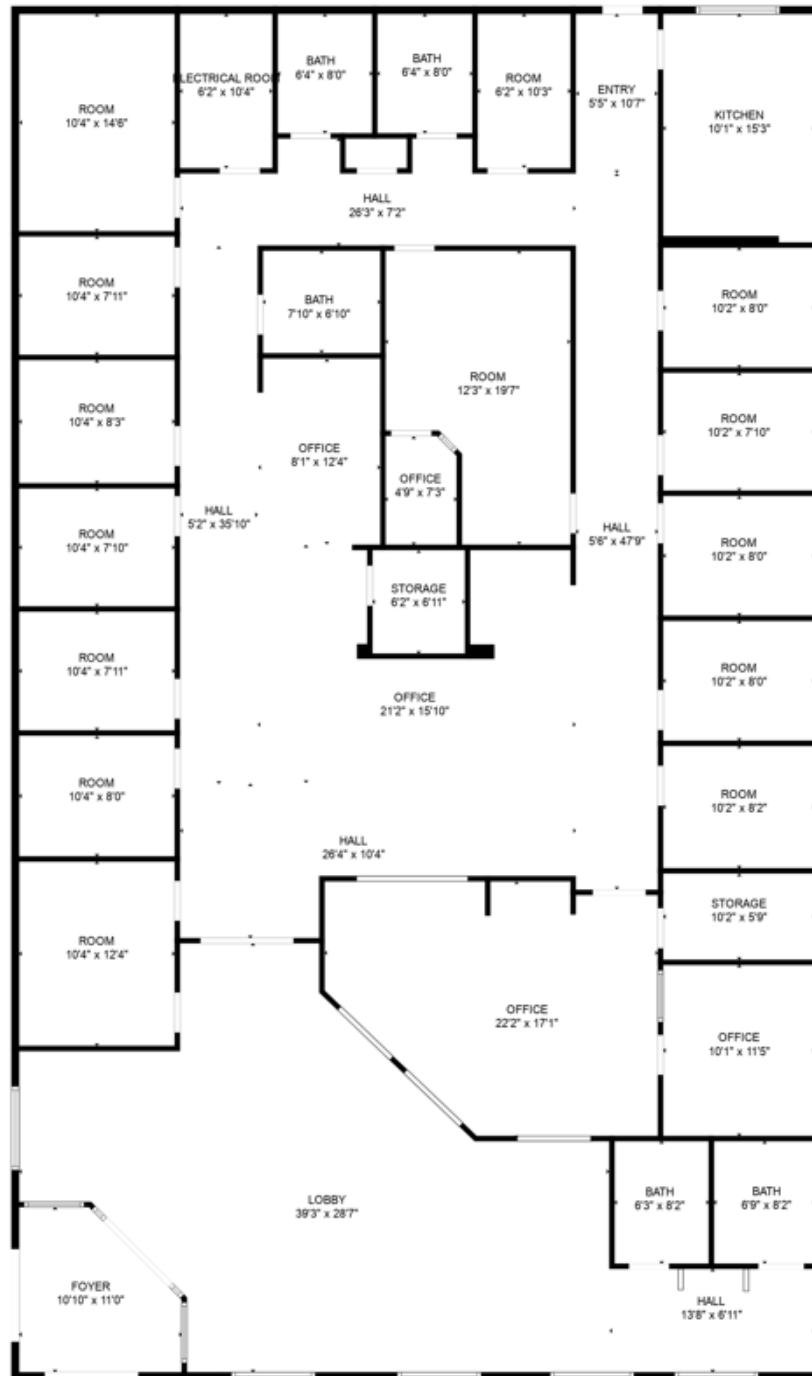 ROOM
10'4" x 14'6"
ELECTRICAL ROOM
6'2" x 10'4"
BATH
6'4" x 8'0"
BATH
6'4" x 8'0"
ROOM
6'2" x 10'3"
ENTRY
5'5" x 10'7"
KITCHEN
10'1" x 15'3"
HALL
26'3" x 7'2"
ROOM
10'4" x 7'11"
BATH
7'10" x 6'10"
ROOM
10'2" x 8'0"
ROOM
12'3" x 19'7"
ROOM
10'4" x 8'3"
ROOM
10'2" x 7'10"
OFFICE
8'1" x 12'4"
OFFICE
4'9" x 7'3"
HALL
5'2" x 35'10"
ROOM
10'4" x 7'10"
HALL
5'6" x 47'9"
ROOM
10'2" x 8'0"
STORAGE
6'2" x 6'11"
ROOM
10'4" x 7'11"
ROOM
10'2" x 8'0"
OFFICE
21'2" x 15'10"
ROOM
10'4" x 8'0"
ROOM
10'2" x 8'2"
HALL
26'4" x 10'4"
STORAGE
10'2" x 5'9"
ROOM
10'4" x 12'4"
OFFICE
22'2" x 17'1"
OFFICE
10'1" x 11'5"
LOBBY
39'3" x 28'7"
BATH
6'3" x 8'2"
BATH
6'9" x 8'2"
FOYER
10'10" x 11'0"
HALL
13'8" x 6'11"